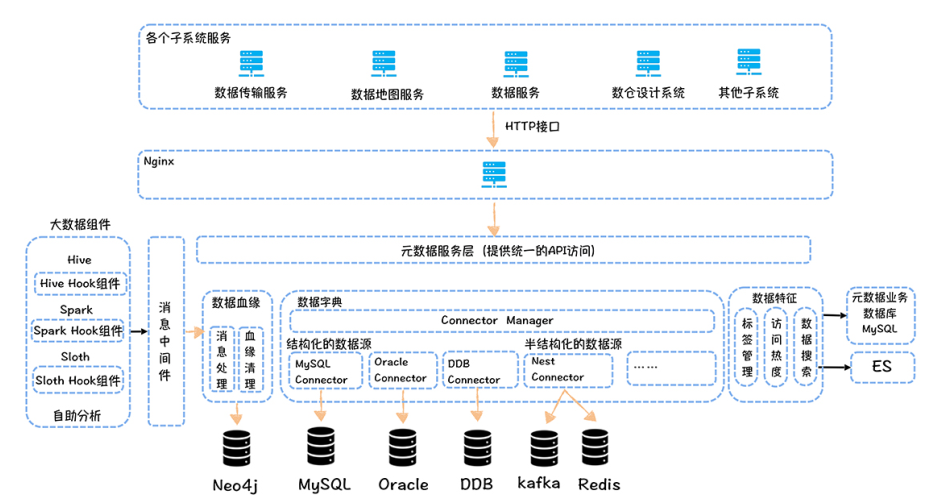 各个子系统服务
数据传输服务
数据地图服务
数据服务
数仓设计系统
其他子系统
HTTP接口
Nginx
大数据组件
Hive
Hive Hook组件
Spark
Spark Hook组件
Sloth
Sloth Hook组件
自助分析
消息中间件
元数据服务层（提供统一的API访问）
数据血缘
消息处理
血缘清理
数据字典
Connector Manager
结构化的数据源
半结构化的数据源
MySQL
Connector
Oracle
Connector
DDB
Connector
Nest
Connector
……
数据特征
标签管理
访问热度
数据搜索
元数据业务
数据库
MySQL
ES
Neo4j
MySQL
Oracle
DDB
kafka
Redis